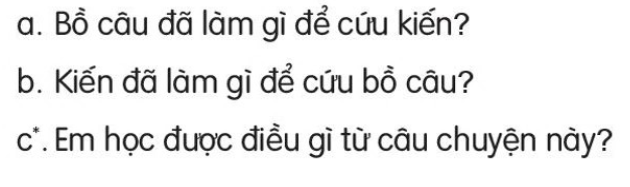 a. Bồ câu đã làm gì để cứu kiến?
b. Kiến đã làm gì để cứu bồ câu?
c*. Em học được điều gì từ câu chuyện này?